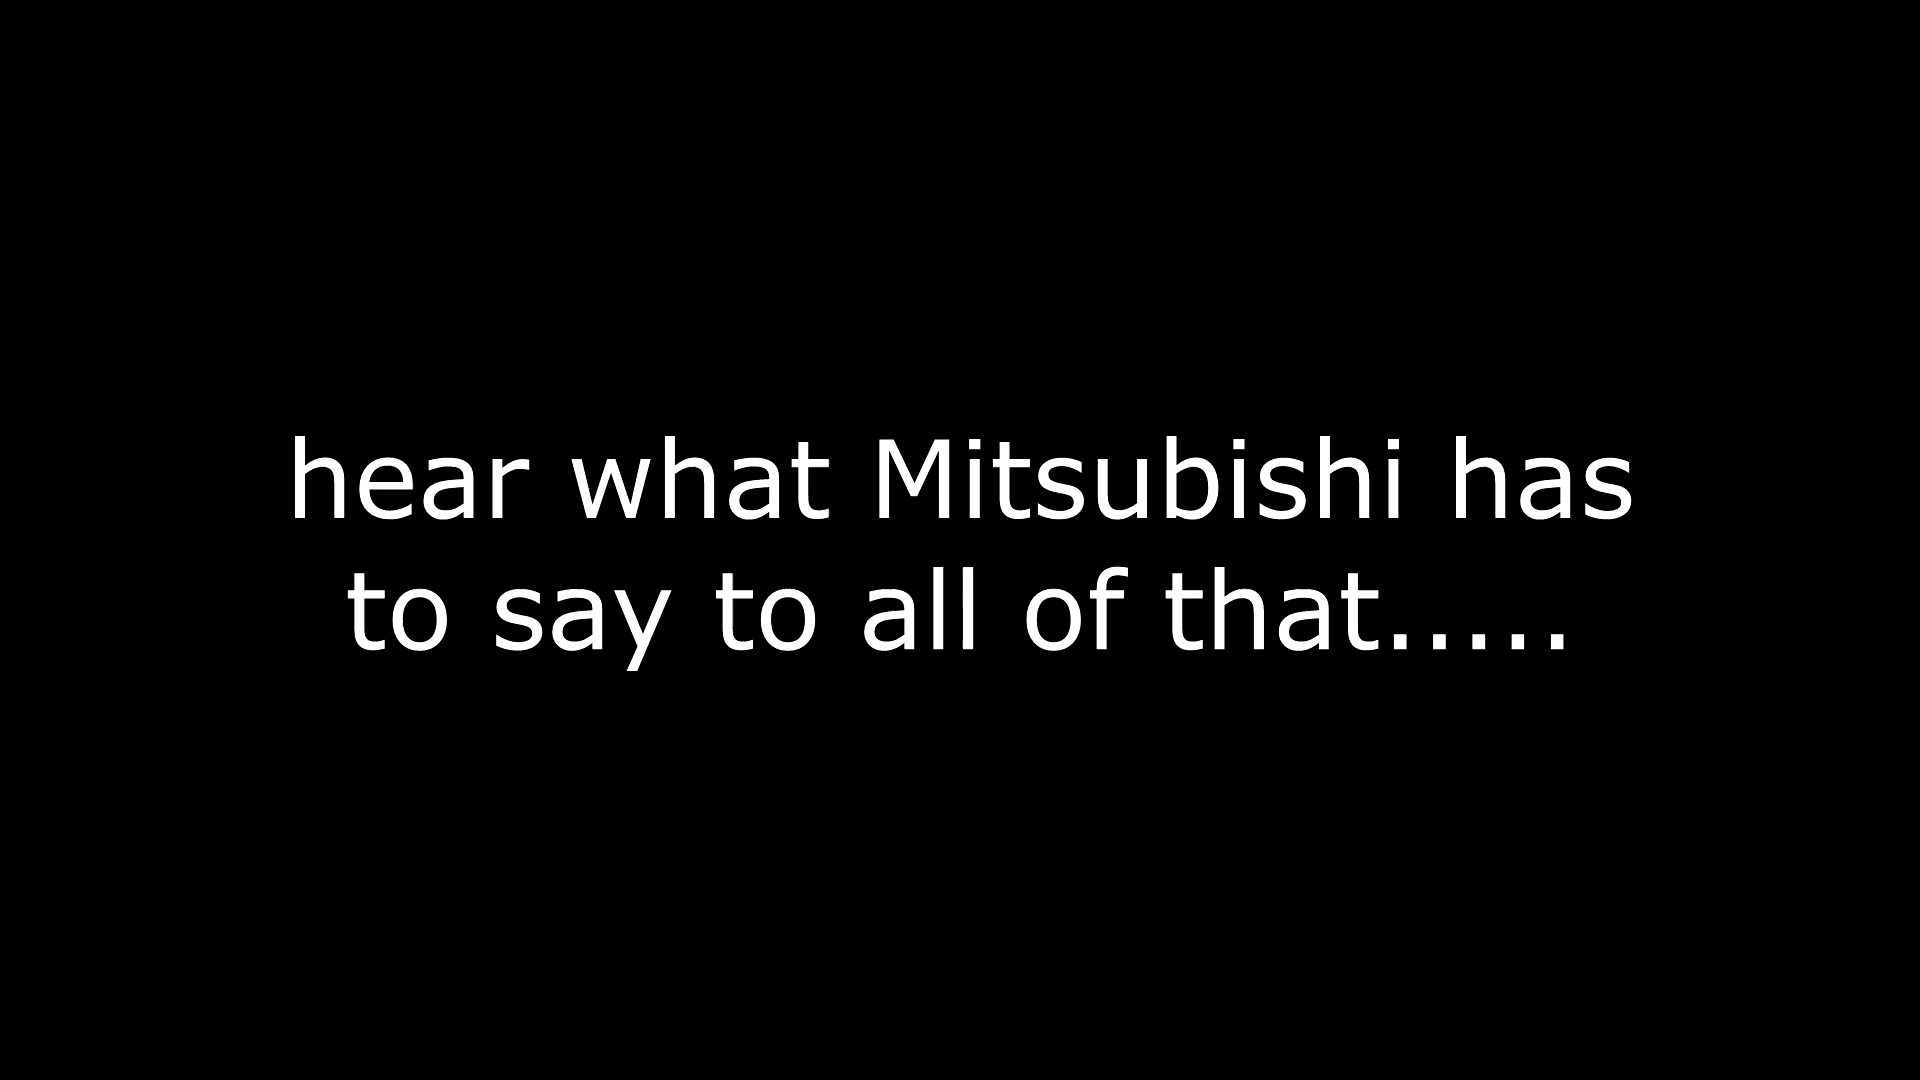 hear what Mitsubishi has
to say to all of that.....